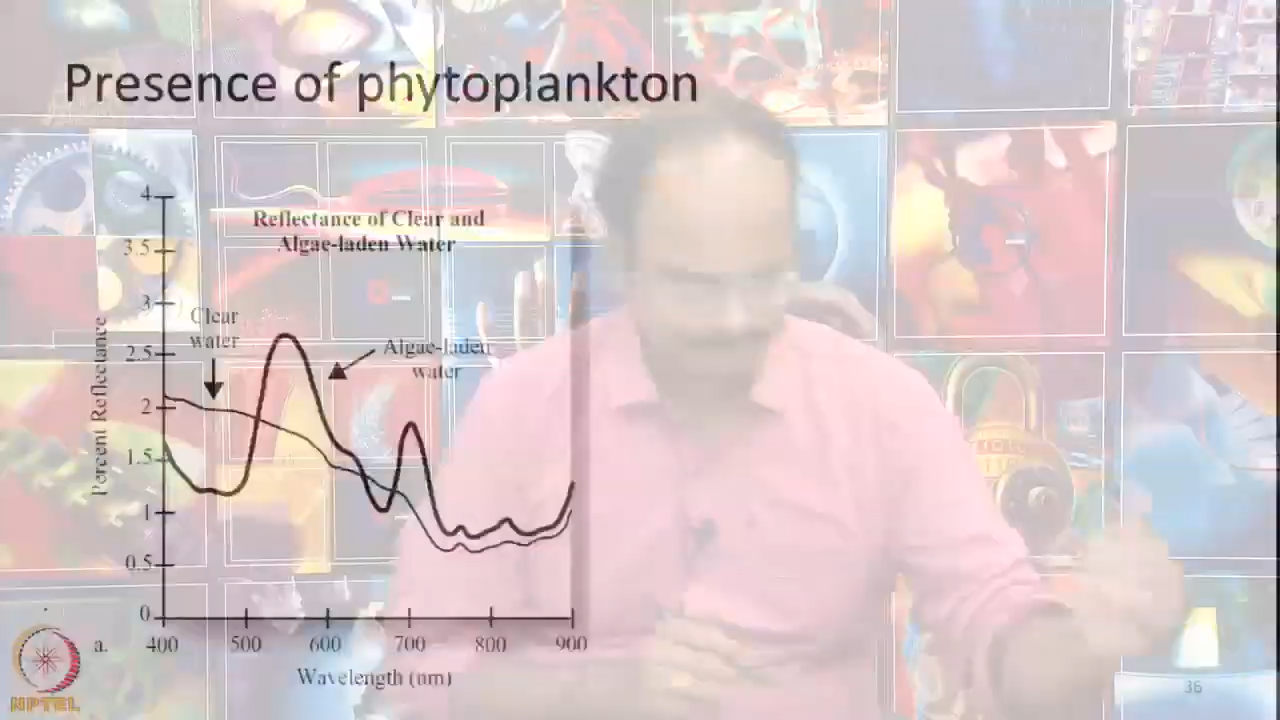 Presence of phytoplankton
Reflectance of Clear and
Algae-laden Water
Clear
water
Algae-laden
water
Percent Reflectance
4
3.5
3
2.5
2
1.5
1
0.5
0
400 500 600 700 800 900
a.
Wavelength (nm)
NPTEL
36